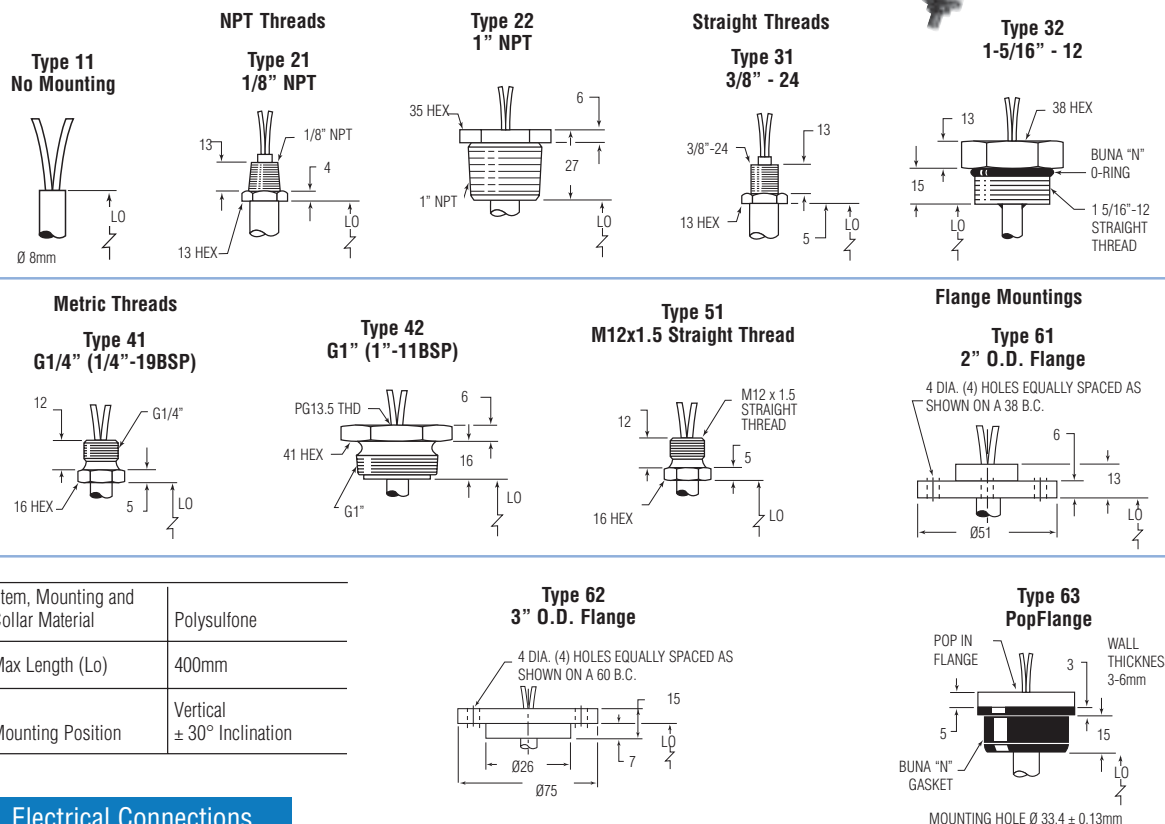 NPT Threads
Straight Threads
Type 11
No Mounting
Ø 8mm
LO
Type 21
1/8” NPT
13
1/8” NPT
4
13 HEX
LO
Type 22
1” NPT
35 HEX
6
27
1” NPT
LO
Type 31
3/8” - 24
3/8”-24
13
13 HEX
5
LO
Type 32
1-5/16” - 12
13
38 HEX
15
BUNA “N”
0-RING
1 5/16”-12
STRAIGHT
THREAD
LO
Metric Threads
Type 41
G1/4” (1/4”-19BSP)
12
G1/4”
16 HEX
5
LO
Type 42
G1” (1”-11BSP)
PG13.5 THD
6
41 HEX
16
G1”
LO
Type 51
M12x1.5 Straight Thread
12
M12 x 1.5
STRAIGHT
THREAD
5
16 HEX
LO
Flange Mountings
Type 61
2” O.D. Flange
4 DIA. (4) HOLES EQUALLY SPACED AS
SHOWN ON A 38 B.C.
6
13
LO
Ø51
tem, Mounting and
ollar Material
Polysulfone
Max Length (Lo)
400mm
Mounting Position
Vertical
± 30° Inclination
Type 62
3” O.D. Flange
4 DIA. (4) HOLES EQUALLY SPACED AS
SHOWN ON A 60 B.C.
15
LO
7
Ø26
Ø75
Type 63
PopFlange
POP IN
FLANGE
3
WALL
THICKNES
3-6mm
5
15
BUNA “N”
GASKET
LO
MOUNTING HOLE Ø 33.4 ± 0.13mm
Electrical Connections